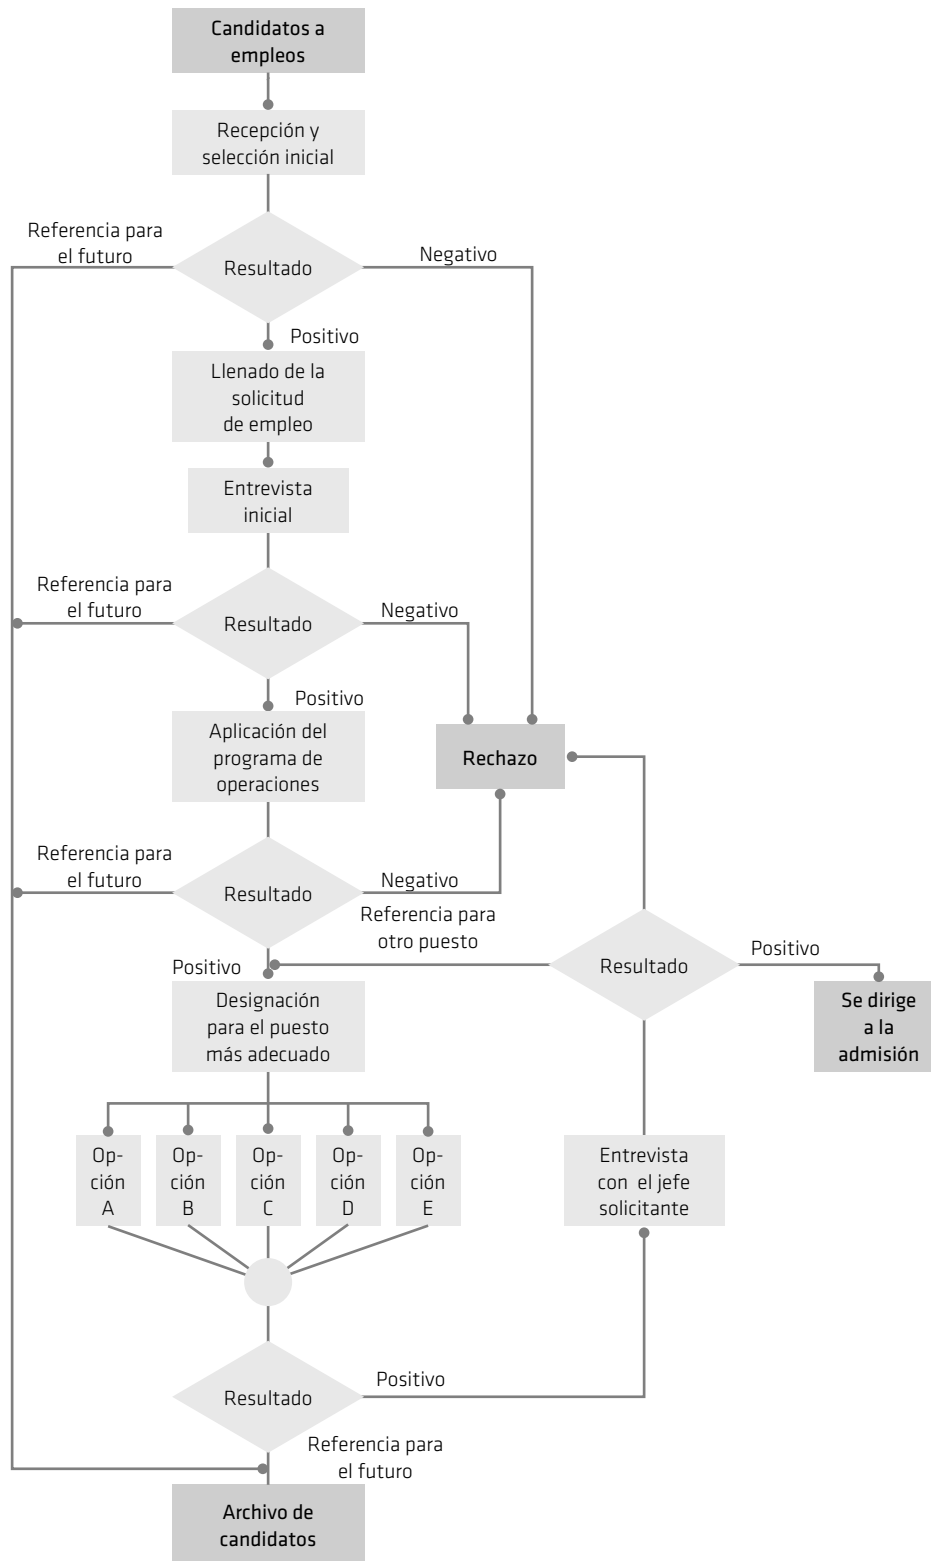 Candidatos a
empleos
Recepción y
selección inicial
Referencia para
el futuro
Resultado
Negativo
Positivo
Llenado de la
solicitud
de empleo
Entrevista
inicial
Referencia para
el futuro
Resultado
Negativo
Positivo
Aplicación del
programa de
operaciones
Rechazo
Referencia para
el futuro
Resultado
Negativo
Referencia para
otro puesto
Resultado
Positivo
Positivo
Designación
para el puesto
más adecuado
Se dirige
a la
admisión
Op-
ción
A
Op-
ción
B
Op-
ción
C
Op-
ción
D
Op-
ción
E
Entrevista
con el jefe
solicitante
Resultado
Positivo
Referencia para
el futuro
Archivo de
candidatos